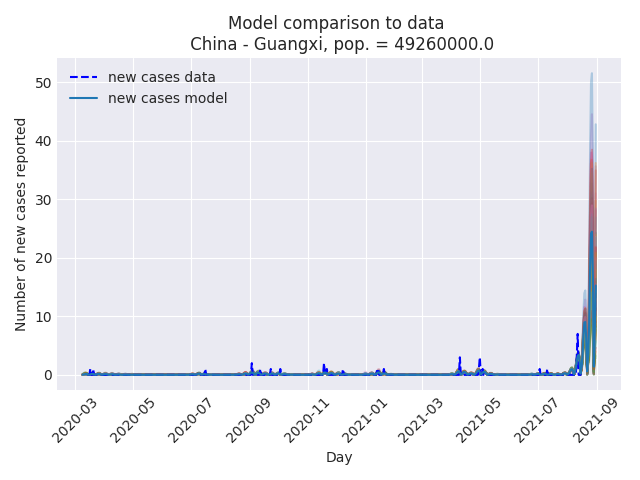 Model comparison to data
China - Guangxi, pop. = 49260000.0
new cases data
new cases model
Number of new cases reported
50
40
30
20
10
0
2020-03
2020-05
2020-07
2020-09
2020-11
2021-01
2021-03
2021-05
2021-07
2021-09
Day